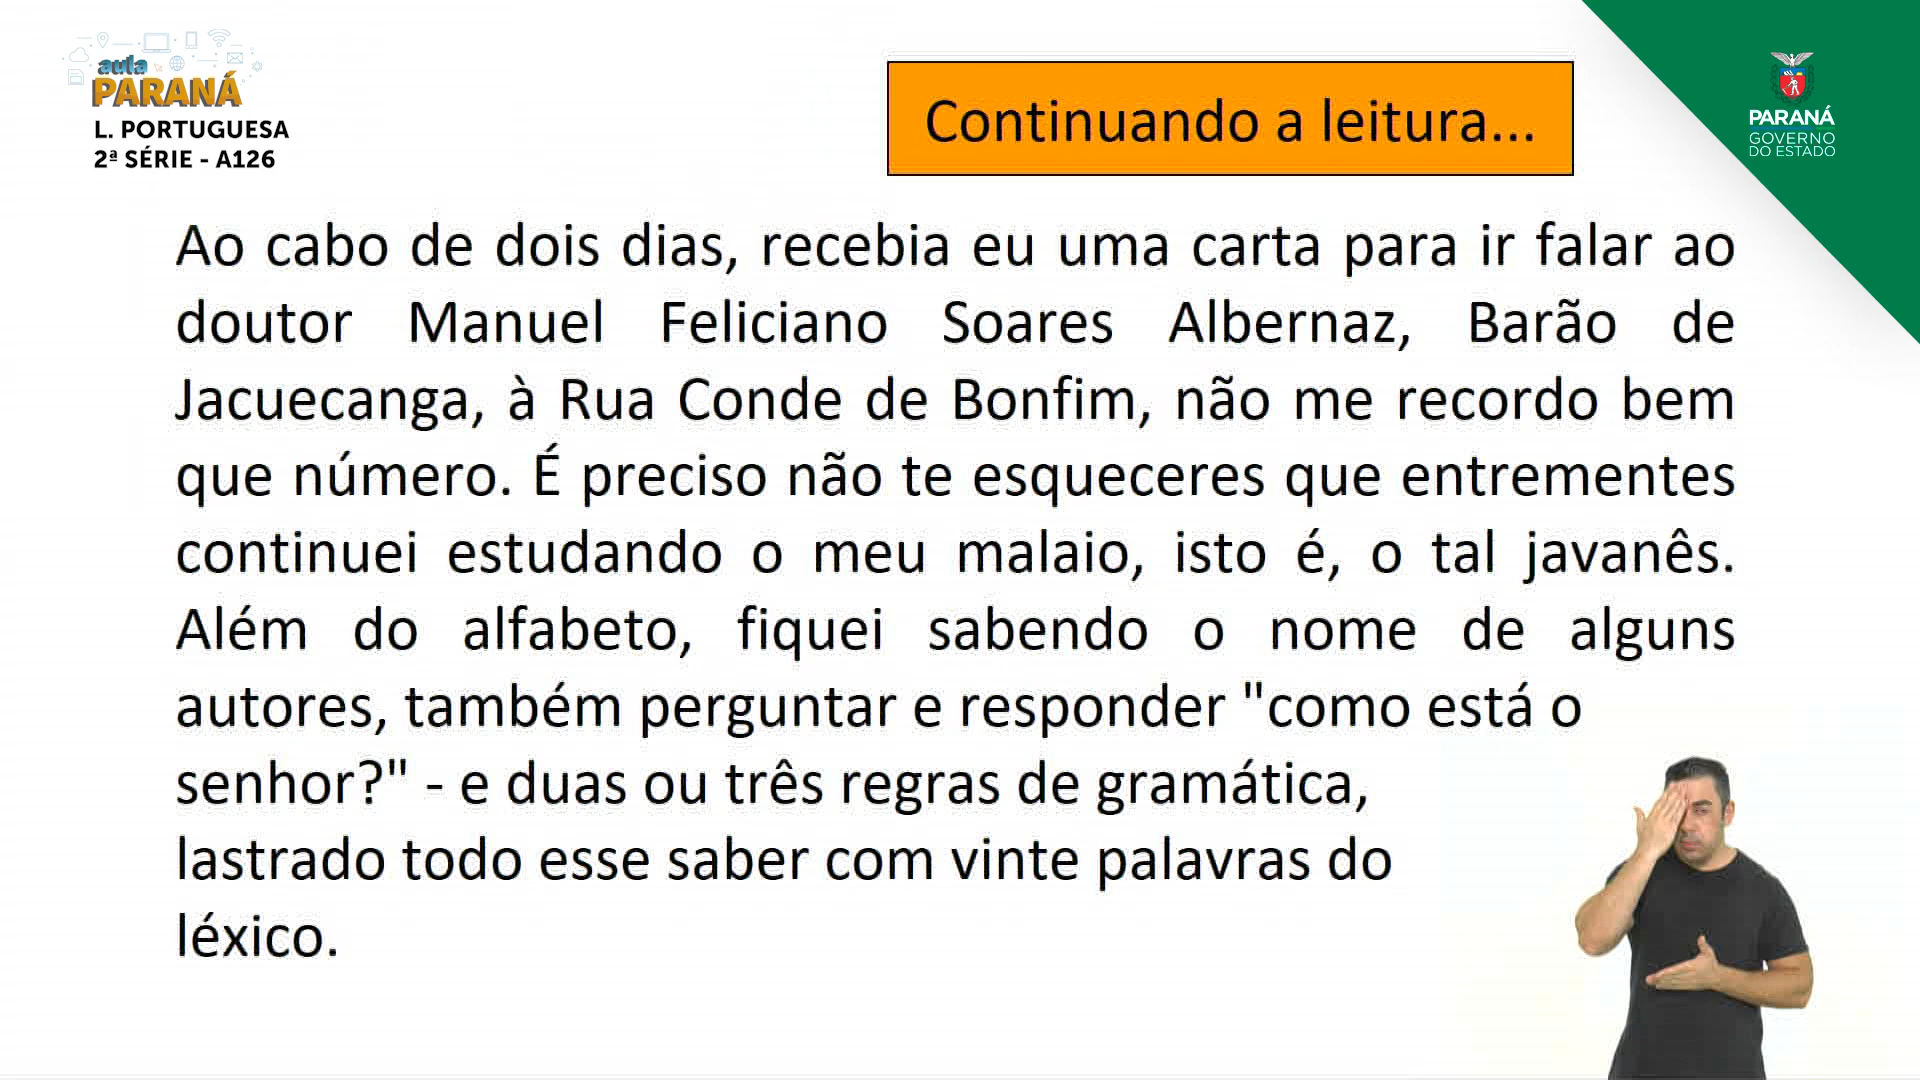 aula
PARANÁ
L. PORTUGUESA
2ª SÉRIE - A126
Continuando a leitura...
PARANÁ
GOVERNO
DO ESTADO
Ao cabo de dois dias, recebia eu uma carta para ir falar ao
doutor Manuel Feliciano Soares Albernaz, Barão de
Jacuecanga, à Rua Conde de Bonfim, não me recordo bem
que número. É preciso não te esqueceres que entrementes
continuei estudando o meu malaio, isto é, o tal javanês.
Além do alfabeto, fiquei sabendo o nome de alguns
autores, também perguntar e responder "como está o
senhor?" - e duas ou três regras de gramática,
lastrado todo esse saber com vinte palavras do
léxico.